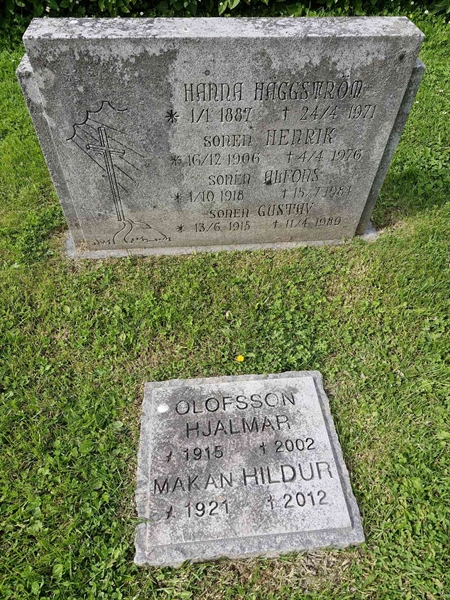 HANNA HÄGGSTRÖM
* 1/1 1887 † 24/4 1971
SONEN HENRIK
* 16/12 1906 † 4/4 1976
SONEN ALFONS
* 1/10 1918 † 15/7 1984
SONEN GUSTAV
* 13/6 1915 † 11/4 1989
OLOFSSON
HJALMAR
* 1915 † 2002
MAKAN HILDUR
* 1921 † 2012